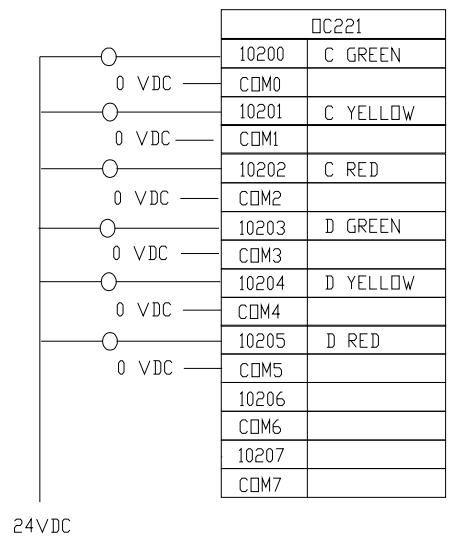 OC221
10200 C GREEN
0 VDC COM0
10201 C YELLOW
0 VDC COM1
10202 C RED
0 VDC COM2
10203 D GREEN
0 VDC COM3
10204 D YELLOW
0 VDC COM4
10205 D RED
0 VDC COM5
10206
COM6
10207
COM7
24VDC